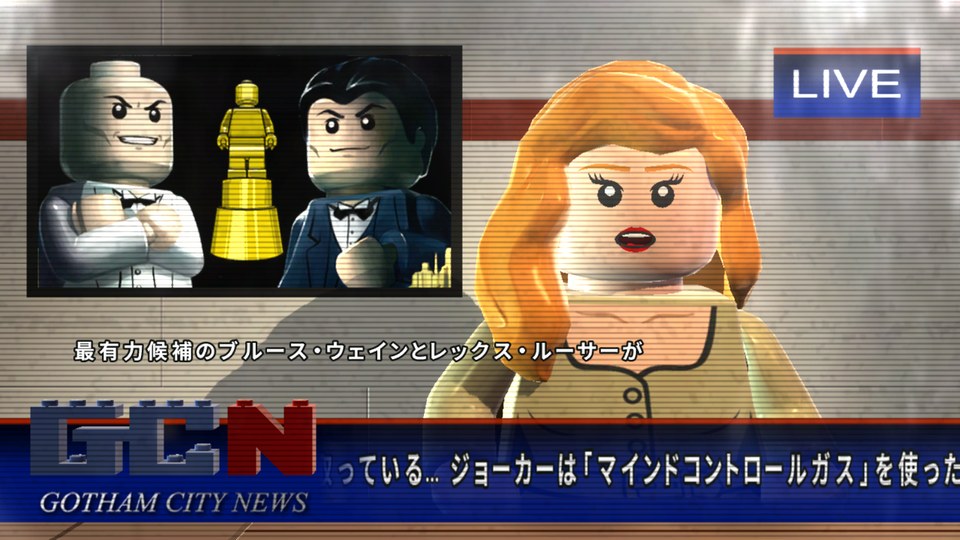 LIVE
最有力候補のブルース・ウェインとレックス・ルーサーが
GCN
っている... ジョーカーは「マインドコントロールガス」を使った
GOTHAM CITY NEWS